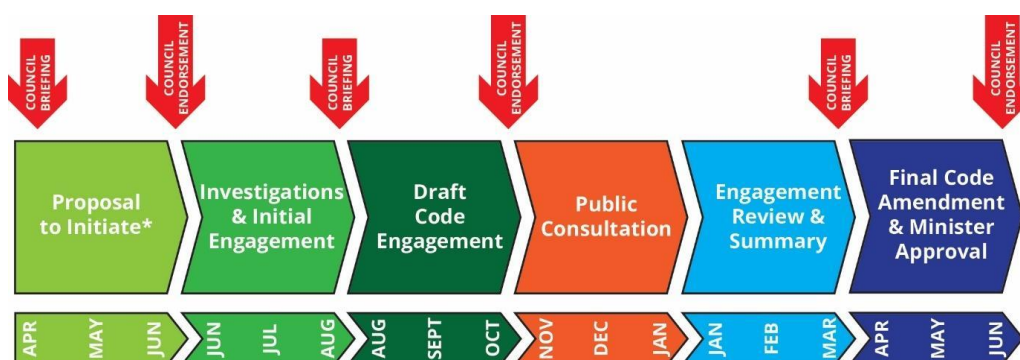 COUNCIL
BRIEFING
COUNCIL
ENDORSEMENT
COUNCIL
BRIEFING
COUNCIL
ENDORSEMENT
COUNCIL
BRIEFING
COUNCIL
ENDORSEMENT
Proposal
to Initiate*
Investigations
& Initial
Engagement
Draft
Code
Engagement
Public
Consultation
Engagement
Review &
Summary
Final Code
Amendment
& Minister
Approval
APR
MAY
JUN
JUN
JUL
AUG
AUG
SEPT
OCT
NOV
DEC
JAN
JAN
FEB
MAR
APR
MAY
JUN